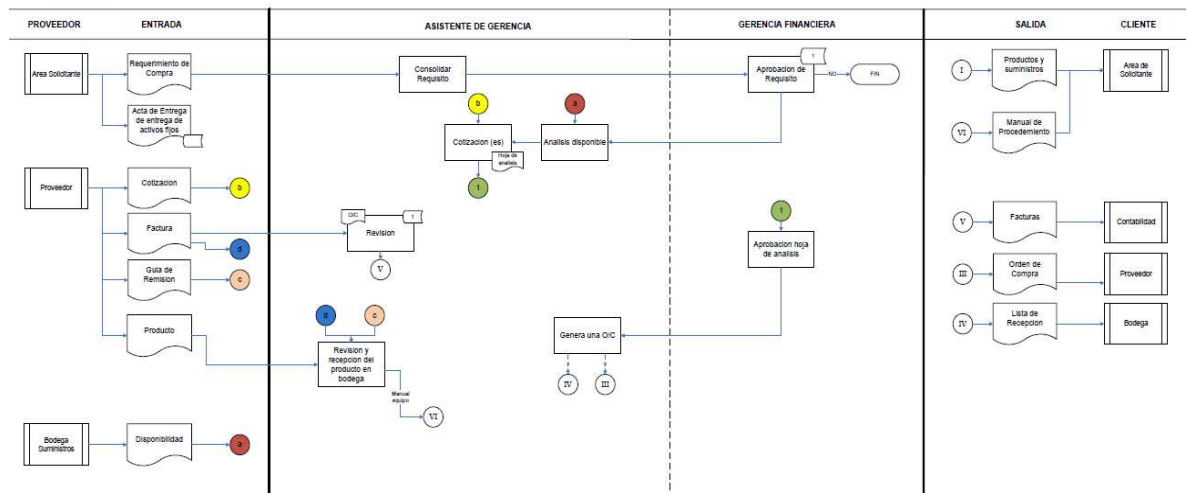 PROVEEDOR
ENTRADA
ASISTENTE DE GERENCIA
GERENCIA FINANCIERA
SALIDA
CLIENTE
Area Solicitante
Requerimiento de
Compra
Acta de Entrega
de entrega de
activos fijos
Consolidar
Requisito
1
Aprobacion de
Requisito
NO
FIN
b
a
Cotizacion (es)
Hoja de
analisis
Analisis disponible
1
I
Productos y
suministros
Area de
Solicitante
VI
Manual de
Procedemiento
Proveedor
Cotizacion
b
Factura
d
Guia de
Remision
c
Producto
O/C
1
Revision
V
1
Aprobacion hoja
de analisis
V
Facturas
Contabilidad
III
Orden de
Compra
Proveedor
IV
Lista de
Recepcion
Bodega
d
c
Revision y
recepcion del
producto en
bodega
Manual
equipo
VI
Genera una O/C
IV
III
Bodega
Suministros
Disponibilidad
a